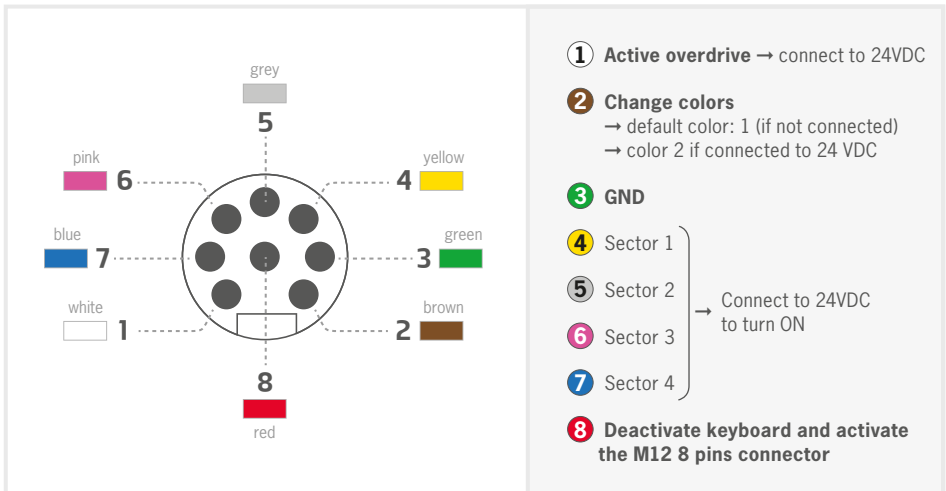 grey
5
pink
6
yellow
4
blue
7
green
3
white
1
brown
2
8
red
1 Active overdrive → connect to 24VDC
2 Change colors
→ default color: 1 (if not connected)
→ color 2 if connected to 24 VDC
3 GND
4 Sector 1
5 Sector 2
6 Sector 3
7 Sector 4
→ Connect to 24VDC
to turn ON
8 Deactivate keyboard and activate
the M12 8 pins connector